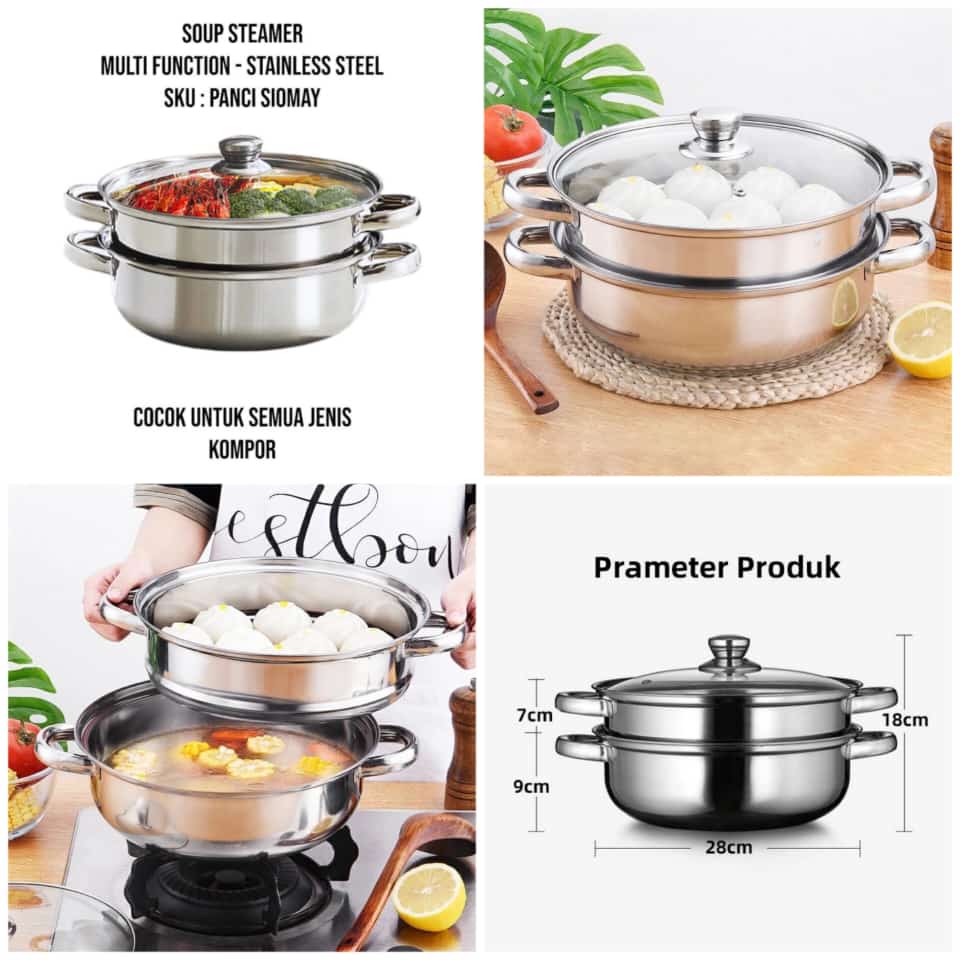 SOUP STEAMER
MULTI FUNCTION - STAINLESS STEEL
SKU : PANCI SIOMAY
COCOK UNTUK SEMUA JENIS
KOMPOR
estbon
Prameter Produk
7cm
18cm
9cm
28cm